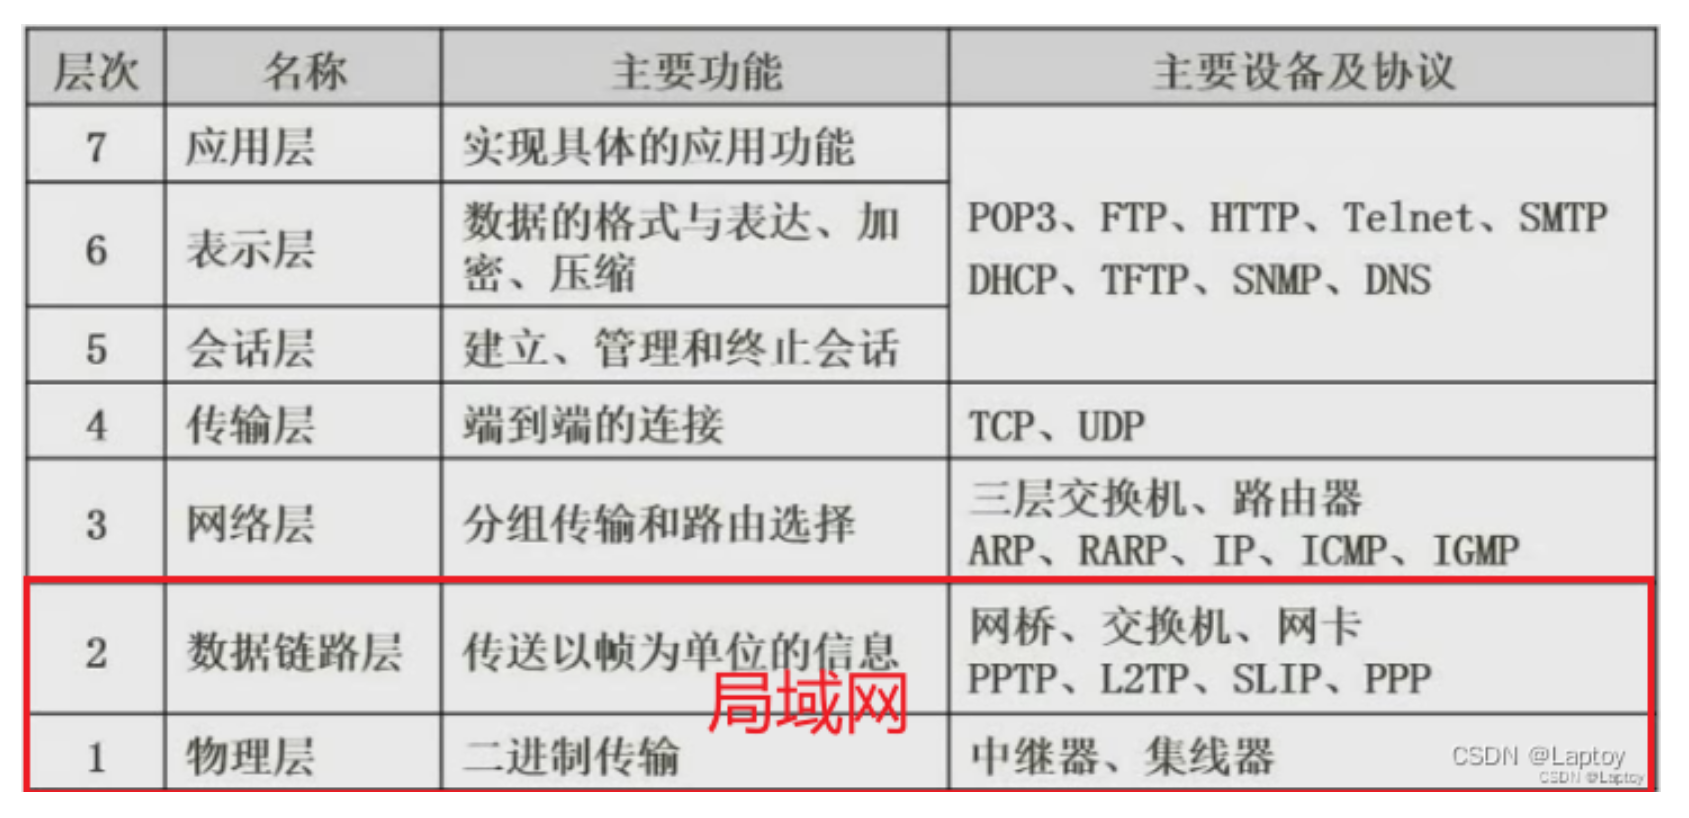 层次 名称 主要功能 主要设备及协议
7 应用层 实现具体的应用功能
6 表示层 数据的格式与表达、加
密、压缩
POP3、FTP、HTTP、Telnet、SMTP
DHCP、TFTP、SNMP、DNS
5 会话层 建立、管理和终止会话
4 传输层 端到端的连接 TCP、UDP
3 网络层 分组传输和路由选择
三层交换机、路由器
ARP、RARP、IP、ICMP、IGMP
2 数据链路层 传送以帧为单位的信息
网桥、交换机、网卡
PPTP、L2TP、SLIP、PPP
局域网
1 物理层 二进制传输 中继器、集线器
CSDN @Laptoy
CSDN @Laptoy